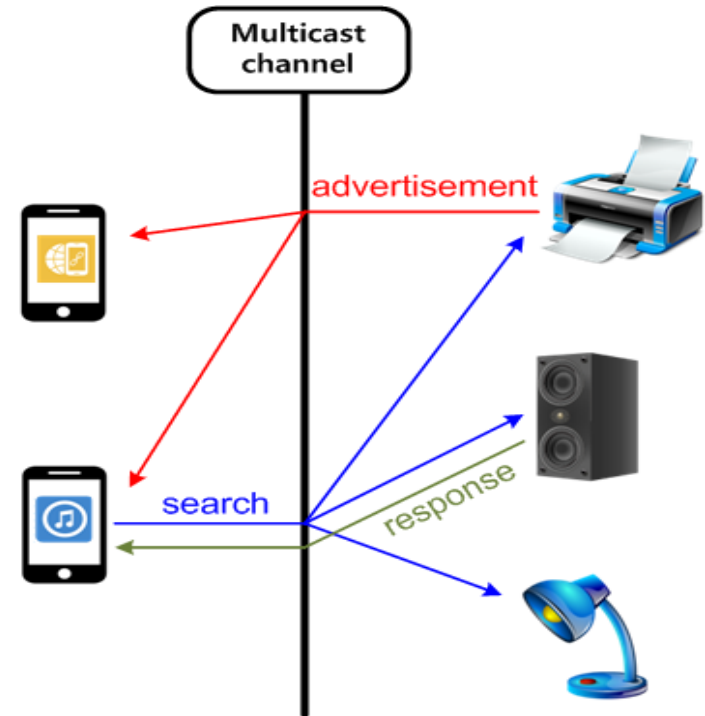 Multicast
channel
advertisement
search
response